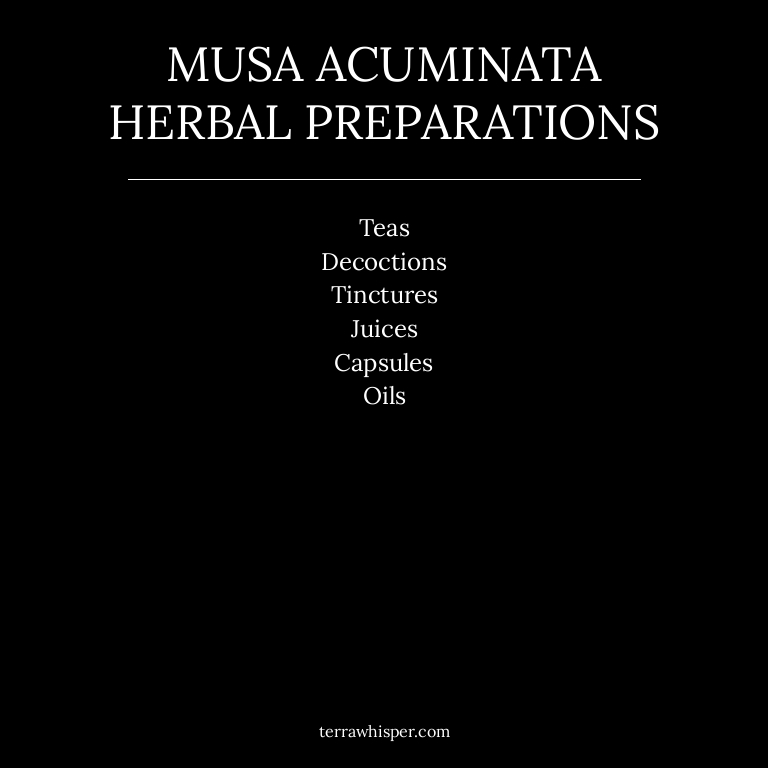 MUSA ACUMINATA
HERBAL PREPARATIONS
Teas
Decoctions
Tinctures
Juices
Capsules
Oils
terrawhisper.com